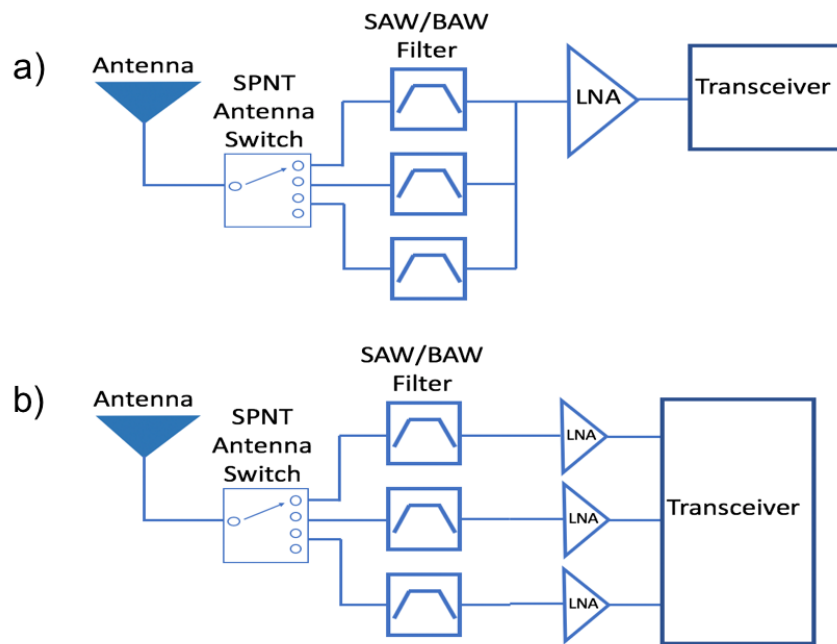 a)
Antenna
SPNT
Antenna
Switch
SAW/BAW
Filter
LNA
Transceiver
b)
Antenna
SPNT
Antenna
Switch
SAW/BAW
Filter
LNA
LNA
LNA
Transceiver